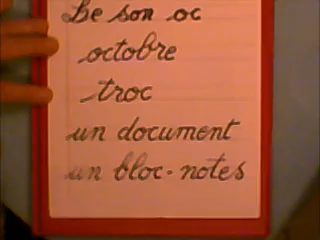 Le son oc
octobre
troc
un document
un bloc-notes